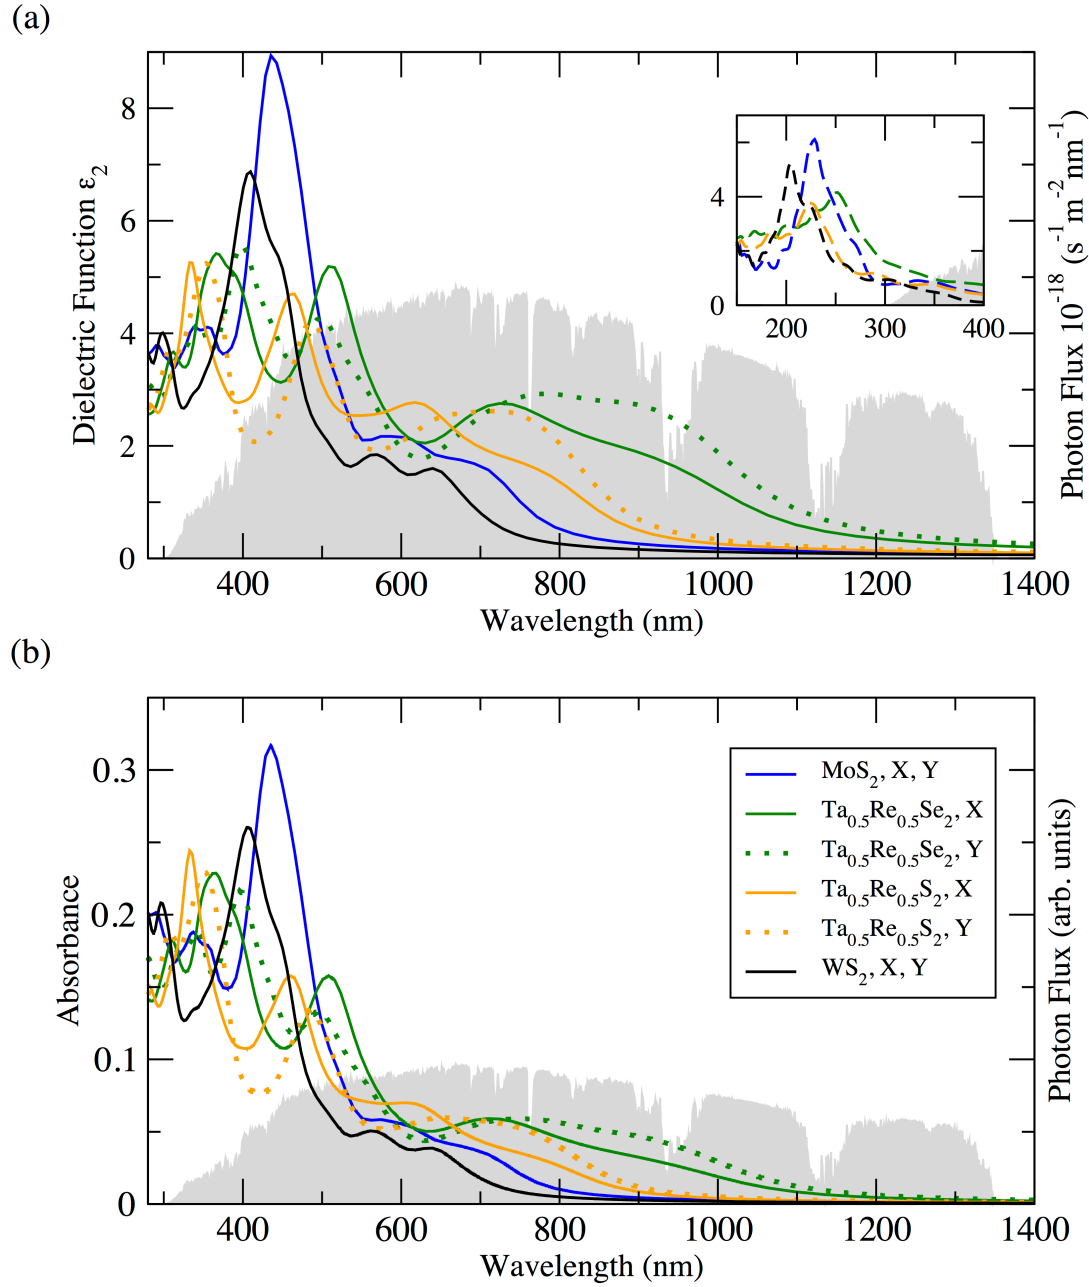 (a)
Dielectric Function ε₂
8
6
4
2
0
4
0
200
300
400
Photon Flux 10⁻¹⁸ (s⁻¹ m⁻² nm⁻¹)
400
600
800
1000
1200
1400
Wavelength (nm)
(b)
Absorbance
0.3
0.2
0.1
0
MoS₂, X, Y
Ta₀.₅Re₀.₅Se₂, X
Ta₀.₅Re₀.₅Se₂, Y
Ta₀.₅Re₀.₅S₂, X
Ta₀.₅Re₀.₅S₂, Y
WS₂, X, Y
Photon Flux (arb. units)
400
600
800
1000
1200
1400
Wavelength (nm)